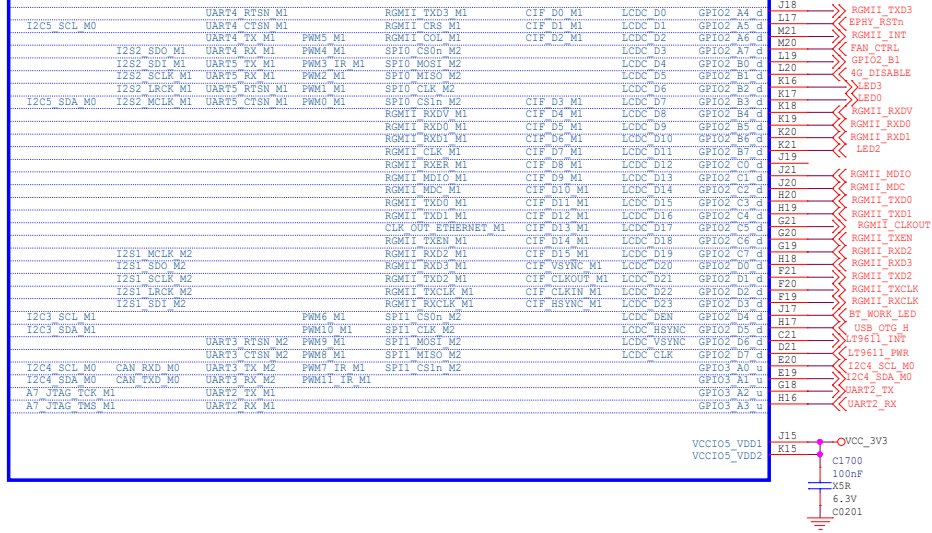 UART4_RTSN_M1 RGMII_TXD3_M1 CIF_D0_M1 LCDC_D0 GPIO2_A4_d J18 RGMII_TXD3
I2C5_SCL_M0 UART4_CTSN_M1 RGMII_CRS_M1 CIF_D1_M1 LCDC_D1 GPIO2_A5_d L17 EPHY_RSTn
UART4_TX_M1 PWM5_M1 RGMII_COL_M1 CIF_D2_M1 LCDC_D2 GPIO2_A6_d M21 RGMII_INT
I2S2_SDO_M1 UART4_RX_M1 PWM4_M1 SPI0_CS0n_M2 LCDC_D3 GPIO2_A7_d M20 FAN_CTRL
I2S2_SDI_M1 UART5_TX_M1 PWM3_IR_M1 SPI0_MOSI_M2 LCDC_D4 GPIO2_B0_d L19 GPIO2_B1
I2S2_SCLK_M1 UART5_RX_M1 PWM2_M1 SPI0_MISO_M2 LCDC_D5 GPIO2_B1_d L20 4G_DISABLE
I2S2_LRCK_M1 UART5_RTSN_M1 PWM1_M1 SPI0_CLK_M2 LCDC_D6 GPIO2_B2_d K16 LED3
I2C5_SDA_M0 I2S2_MCLK_M1 UART5_CTSN_M1 PWM0_M1 SPI0_CS1n_M2 CIF_D3_M1 LCDC_D7 GPIO2_B3_d K17 LED0
RGMII_RXDV_M1 CIF_D4_M1 LCDC_D8 GPIO2_B4_d K18 RGMII_RXDV
RGMII_RXD0_M1 CIF_D5_M1 LCDC_D9 GPIO2_B5_d K19 RGMII_RXD0
RGMII_RXD1_M1 CIF_D6_M1 LCDC_D10 GPIO2_B6_d K20 RGMII_RXD1
RGMII_CLK_M1 CIF_D7_M1 LCDC_D11 GPIO2_B7_d K21 LED2
RGMII_RXER_M1 CIF_D8_M1 LCDC_D12 GPIO2_C0_d J19
RGMII_MDIO_M1 CIF_D9_M1 LCDC_D13 GPIO2_C1_d J21 RGMII_MDIO
RGMII_MDC_M1 CIF_D10_M1 LCDC_D14 GPIO2_C2_d J20 RGMII_MDC
RGMII_TXD0_M1 CIF_D11_M1 LCDC_D15 GPIO2_C3_d H20 RGMII_TXD0
RGMII_TXD1_M1 CIF_D12_M1 LCDC_D16 GPIO2_C4_d H19 RGMII_TXD1
CLK_OUT_ETHERNET_M1 CIF_D13_M1 LCDC_D17 GPIO2_C5_d G21 RGMII_CLKOUT
RGMII_TXEN_M1 CIF_D14_M1 LCDC_D18 GPIO2_C6_d G20 RGMII_TXEN
I2S1_MCLK_M2 RGMII_RXD2_M1 CIF_D15_M1 LCDC_D19 GPIO2_C7_d G19 RGMII_RXD2
I2S1_SDO_M2 RGMII_RXD3_M1 CIF_VSYNC_M1 LCDC_D20 GPIO2_D0_d H18 RGMII_RXD3
I2S1_SCLK_M2 RGMII_TXD2_M1 CIF_CLKOUT_M1 LCDC_D21 GPIO2_D1_d F21 RGMII_TXD2
I2S1_LRCK_M2 RGMII_TXCLK_M1 CIF_CLKIN_M1 LCDC_D22 GPIO2_D2_d F20 RGMII_TXCLK
I2S1_SDI_M2 RGMII_RXCLK_M1 CIF_HSYNC_M1 LCDC_D23 GPIO2_D3_d F19 RGMII_RXCLK
I2C3_SCL_M1 PWM6_M1 SPI1_CS0n_M2 LCDC_DEN GPIO2_D4_d J17 BT_WORK_LED
I2C3_SDA_M1 PWM10_M1 SPI1_CLK_M2 LCDC_HSYNC GPIO2_D5_d H17 USB_OTG_H
UART3_RTSN_M2 PWM9_M1 SPI1_MOSI_M2 LCDC_VSYNC GPIO2_D6_d C21 LT9611_INT
UART3_CTSN_M2 PWM8_M1 SPI1_MISO_M2 LCDC_CLK GPIO2_D7_d D21 LT9611_PWR
I2C4_SCL_M0 CAN_RXD_M0 UART3_TX_M2 PWM7_IR_M1 SPI1_CS1n_M2 GPIO3_A0_u E20 I2C4_SCL_M0
I2C4_SDA_M0 CAN_TXD_M0 UART3_RX_M2 PWM11_IR_M1 GPIO3_A1_u E19 I2C4_SDA_M0
A7_JTAG_TCK_M1 UART2_TX_M1 GPIO3_A2_u G18 UART2_TX
A7_JTAG_TMS_M1 UART2_RX_M1 GPIO3_A3_u H16 UART2_RX
VCCIO5_VDD1 J15 VCC_3V3
VCCIO5_VDD2 K15
C1700
100nF
X5R
6.3V
C0201